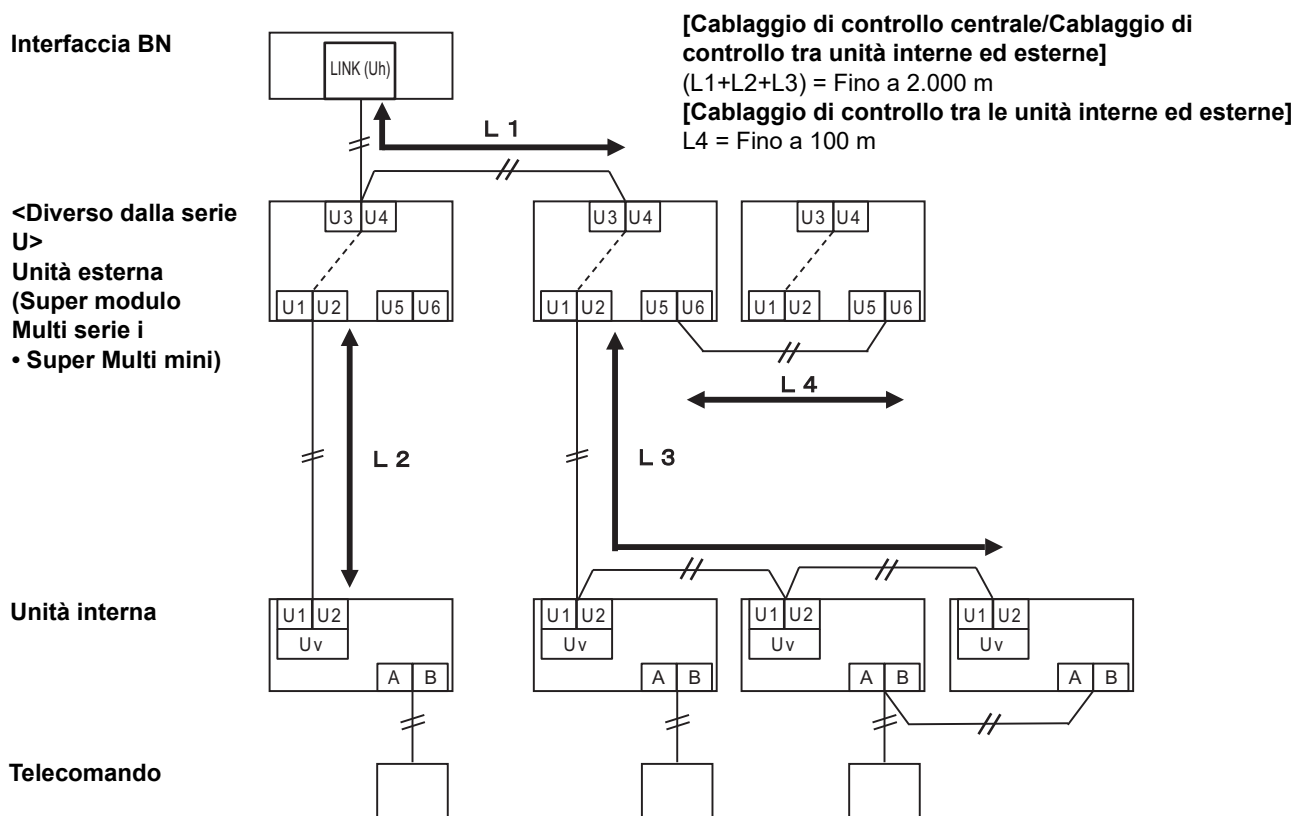 Interfaccia BN
LINK (Uh)
[Cablaggio di controllo centrale/Cablaggio di
controllo tra unità interne ed esterne]
(L1+L2+L3) = Fino a 2.000 m
[Cablaggio di controllo tra le unità interne ed esterne]
L4 = Fino a 100 m
L 1
<Diverso dalla serie
U>
Unità esterna
(Super modulo
Multi serie i
• Super Multi mini)
U3 U4
U1 U2
U5 U6
U3 U4
U1 U2
U5 U6
U3 U4
U1 U2
U5 U6
L 4
L 2
L 3
Unità interna
U1 U2
Uv
A B
U1 U2
Uv
A B
U1 U2
Uv
A B
U1 U2
Uv
A B
Telecomando